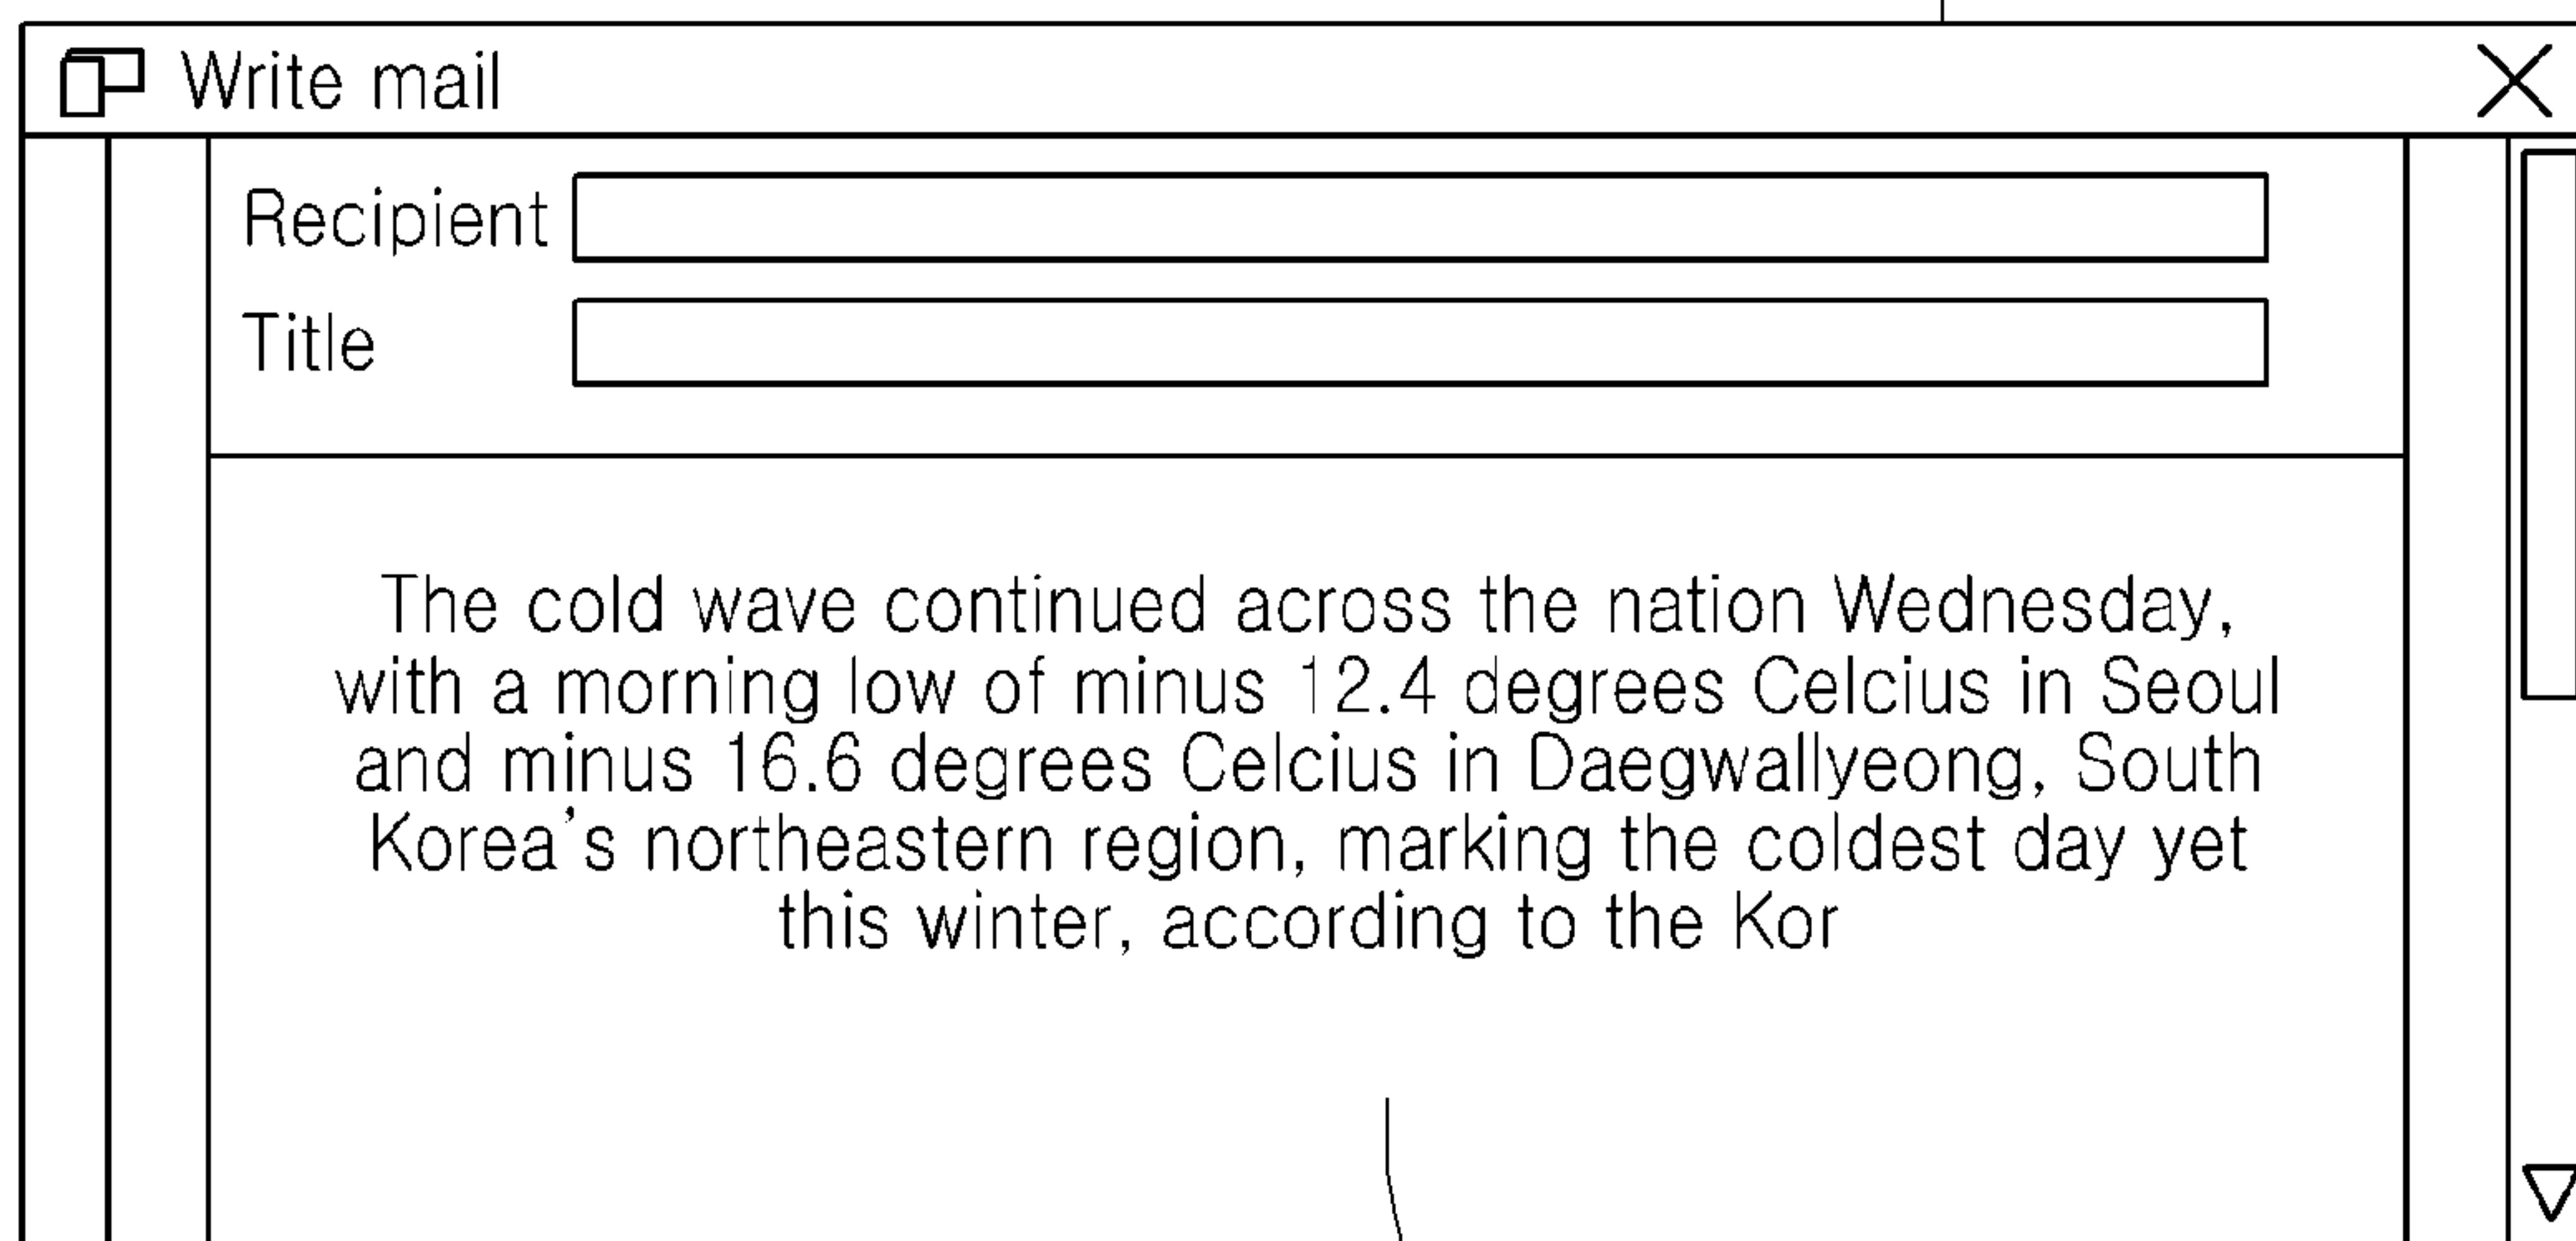 Write mail
Recipient
Title
The cold wave continued across the nation Wednesday,
with a morning low of minus 12.4 degrees Celcius in Seoul
and minus 16.6 degrees Celcius in Daegwallyeong, South
Korea's northeastern region, marking the coldest day yet
this winter, according to the Kor